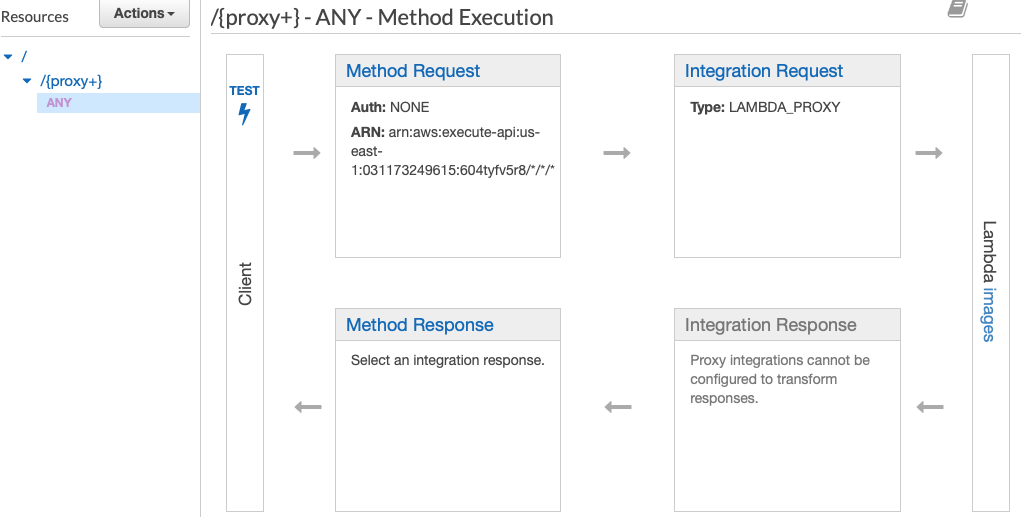 Resources
Actions
/
/{proxy+}
ANY
/{proxy+} - ANY - Method Execution
TEST
Client
Method Request
Auth: NONE
ARN: arn:aws:execute-api:us-
east-
1:031173249615:604tyfv5r8/*/*/*
Integration Request
Type: LAMBDA_PROXY
Lambda images
Method Response
Select an integration response.
Integration Response
Proxy integrations cannot be
configured to transform
responses.